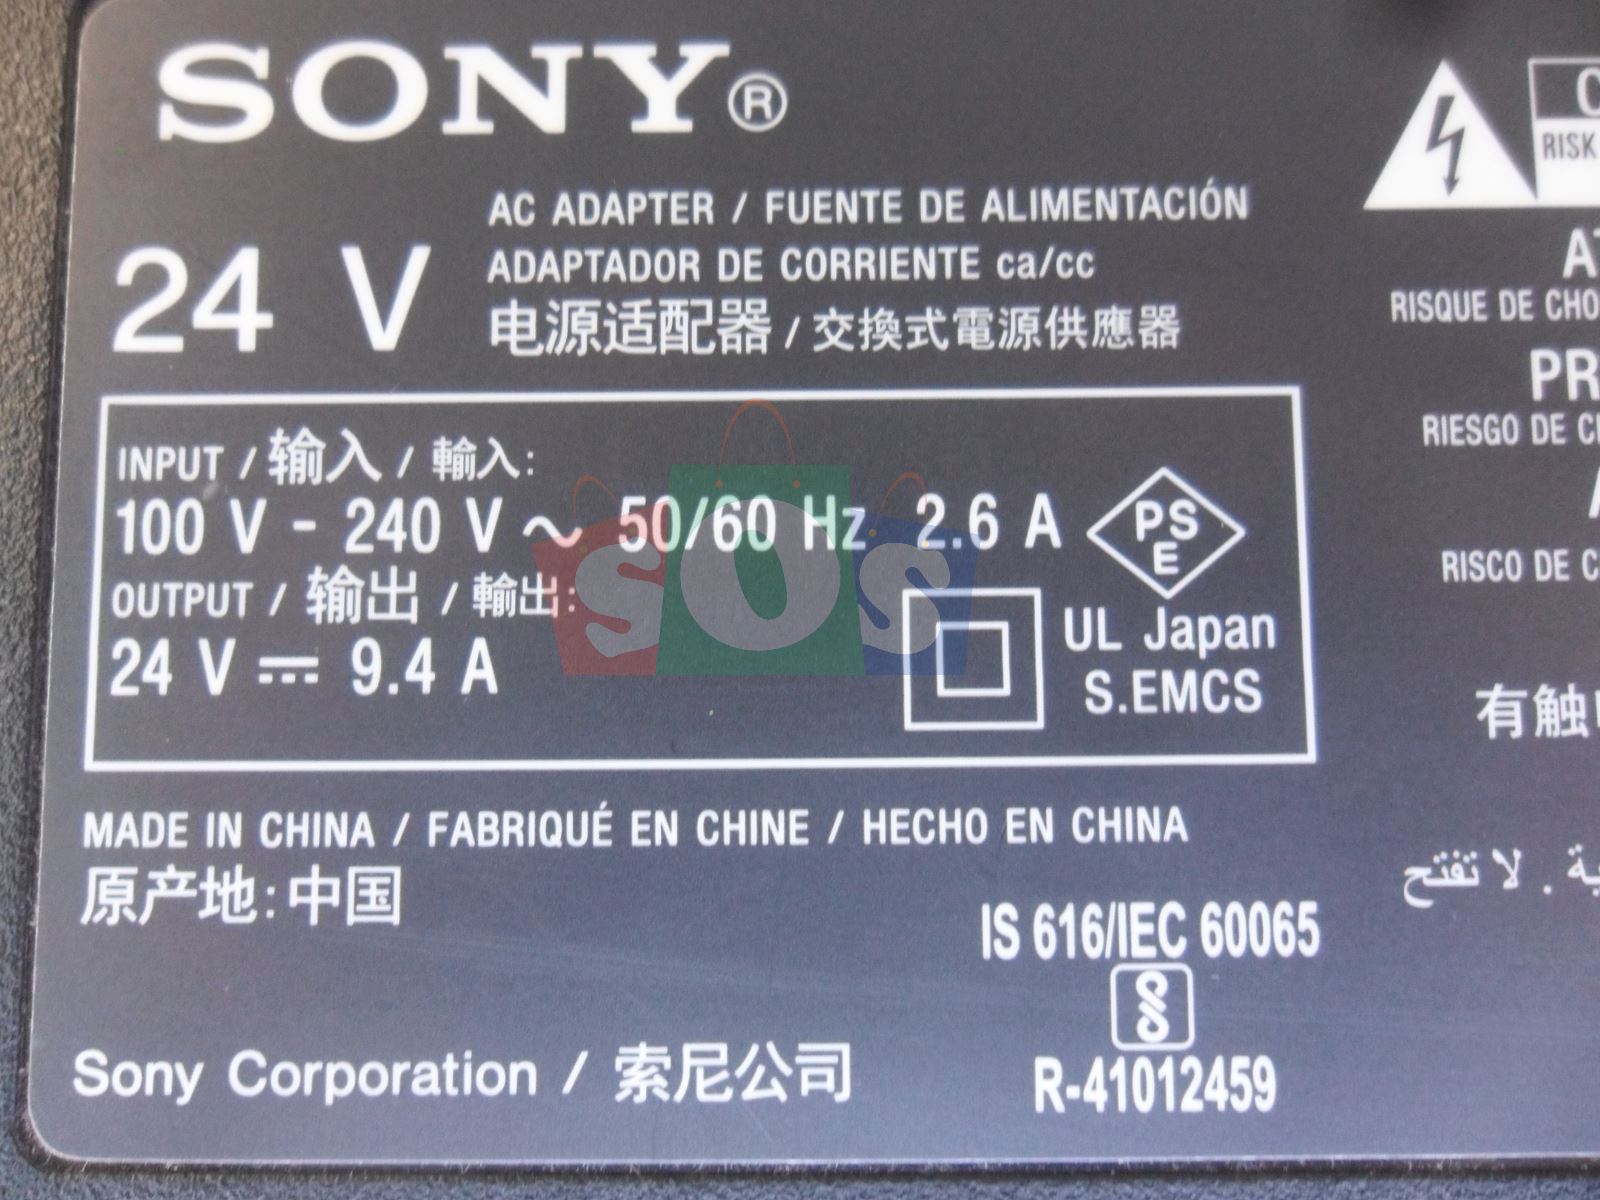 SONY®
24 V
AC ADAPTER / FUENTE DE ALIMENTACIÓN
ADAPTADOR DE CORRIENTE ca/cc
电源适配器 / 交換式電源供應器
INPUT / 输入 / 輸入:
100 V - 240 V ~ 50/60 Hz 2.6 A
PSE
OUTPUT / 输出 / 輸出:
24 V ⎓ 9.4 A
UL Japan
S.EMCS
SOS
MADE IN CHINA / FABRIQUÉ EN CHINE / HECHO EN CHINA
原产地:中国
IS 616/IEC 60065
R-41012459
Sony Corporation / 索尼公司
RISK
RISQUE DE
RIESGO DE
RISCO DE
有触
. لا تفتح